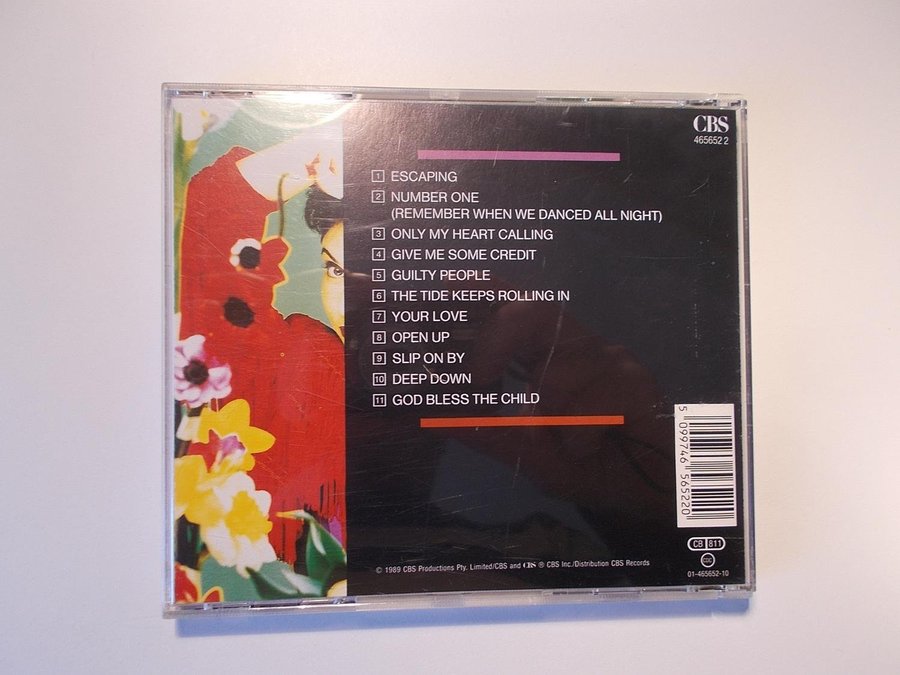 CBS
465652 2
1 ESCAPING
2 NUMBER ONE
(REMEMBER WHEN WE DANCED ALL NIGHT)
3 ONLY MY HEART CALLING
4 GIVE ME SOME CREDIT
5 GUILTY PEOPLE
6 THE TIDE KEEPS ROLLING IN
7 YOUR LOVE
8 OPEN UP
9 SLIP ON BY
10 DEEP DOWN
11 GOD BLESS THE CHILD
5 099746 565220
CB 811
CDC
01-465652-10
© 1989 CBS Productions Pty. Limited/CBS and CBS ® CBS Inc./Distribution CBS Records